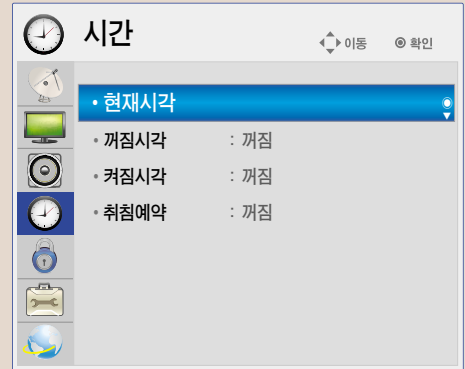 시간
이동 확인
• 현재시각
• 꺼짐시각 : 꺼짐
• 켜짐시각 : 꺼짐
• 취침예약 : 꺼짐